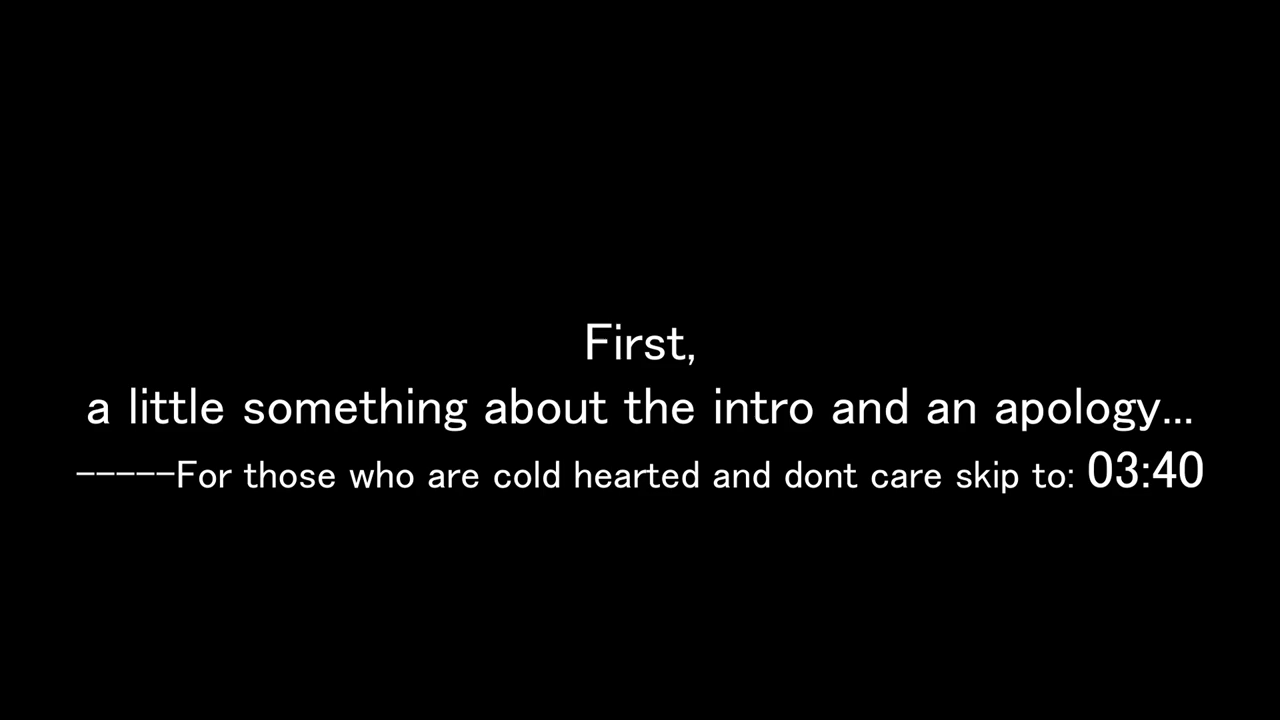 First,
a little something about the intro and an apology...
-----For those who are cold hearted and dont care skip to: 03:40